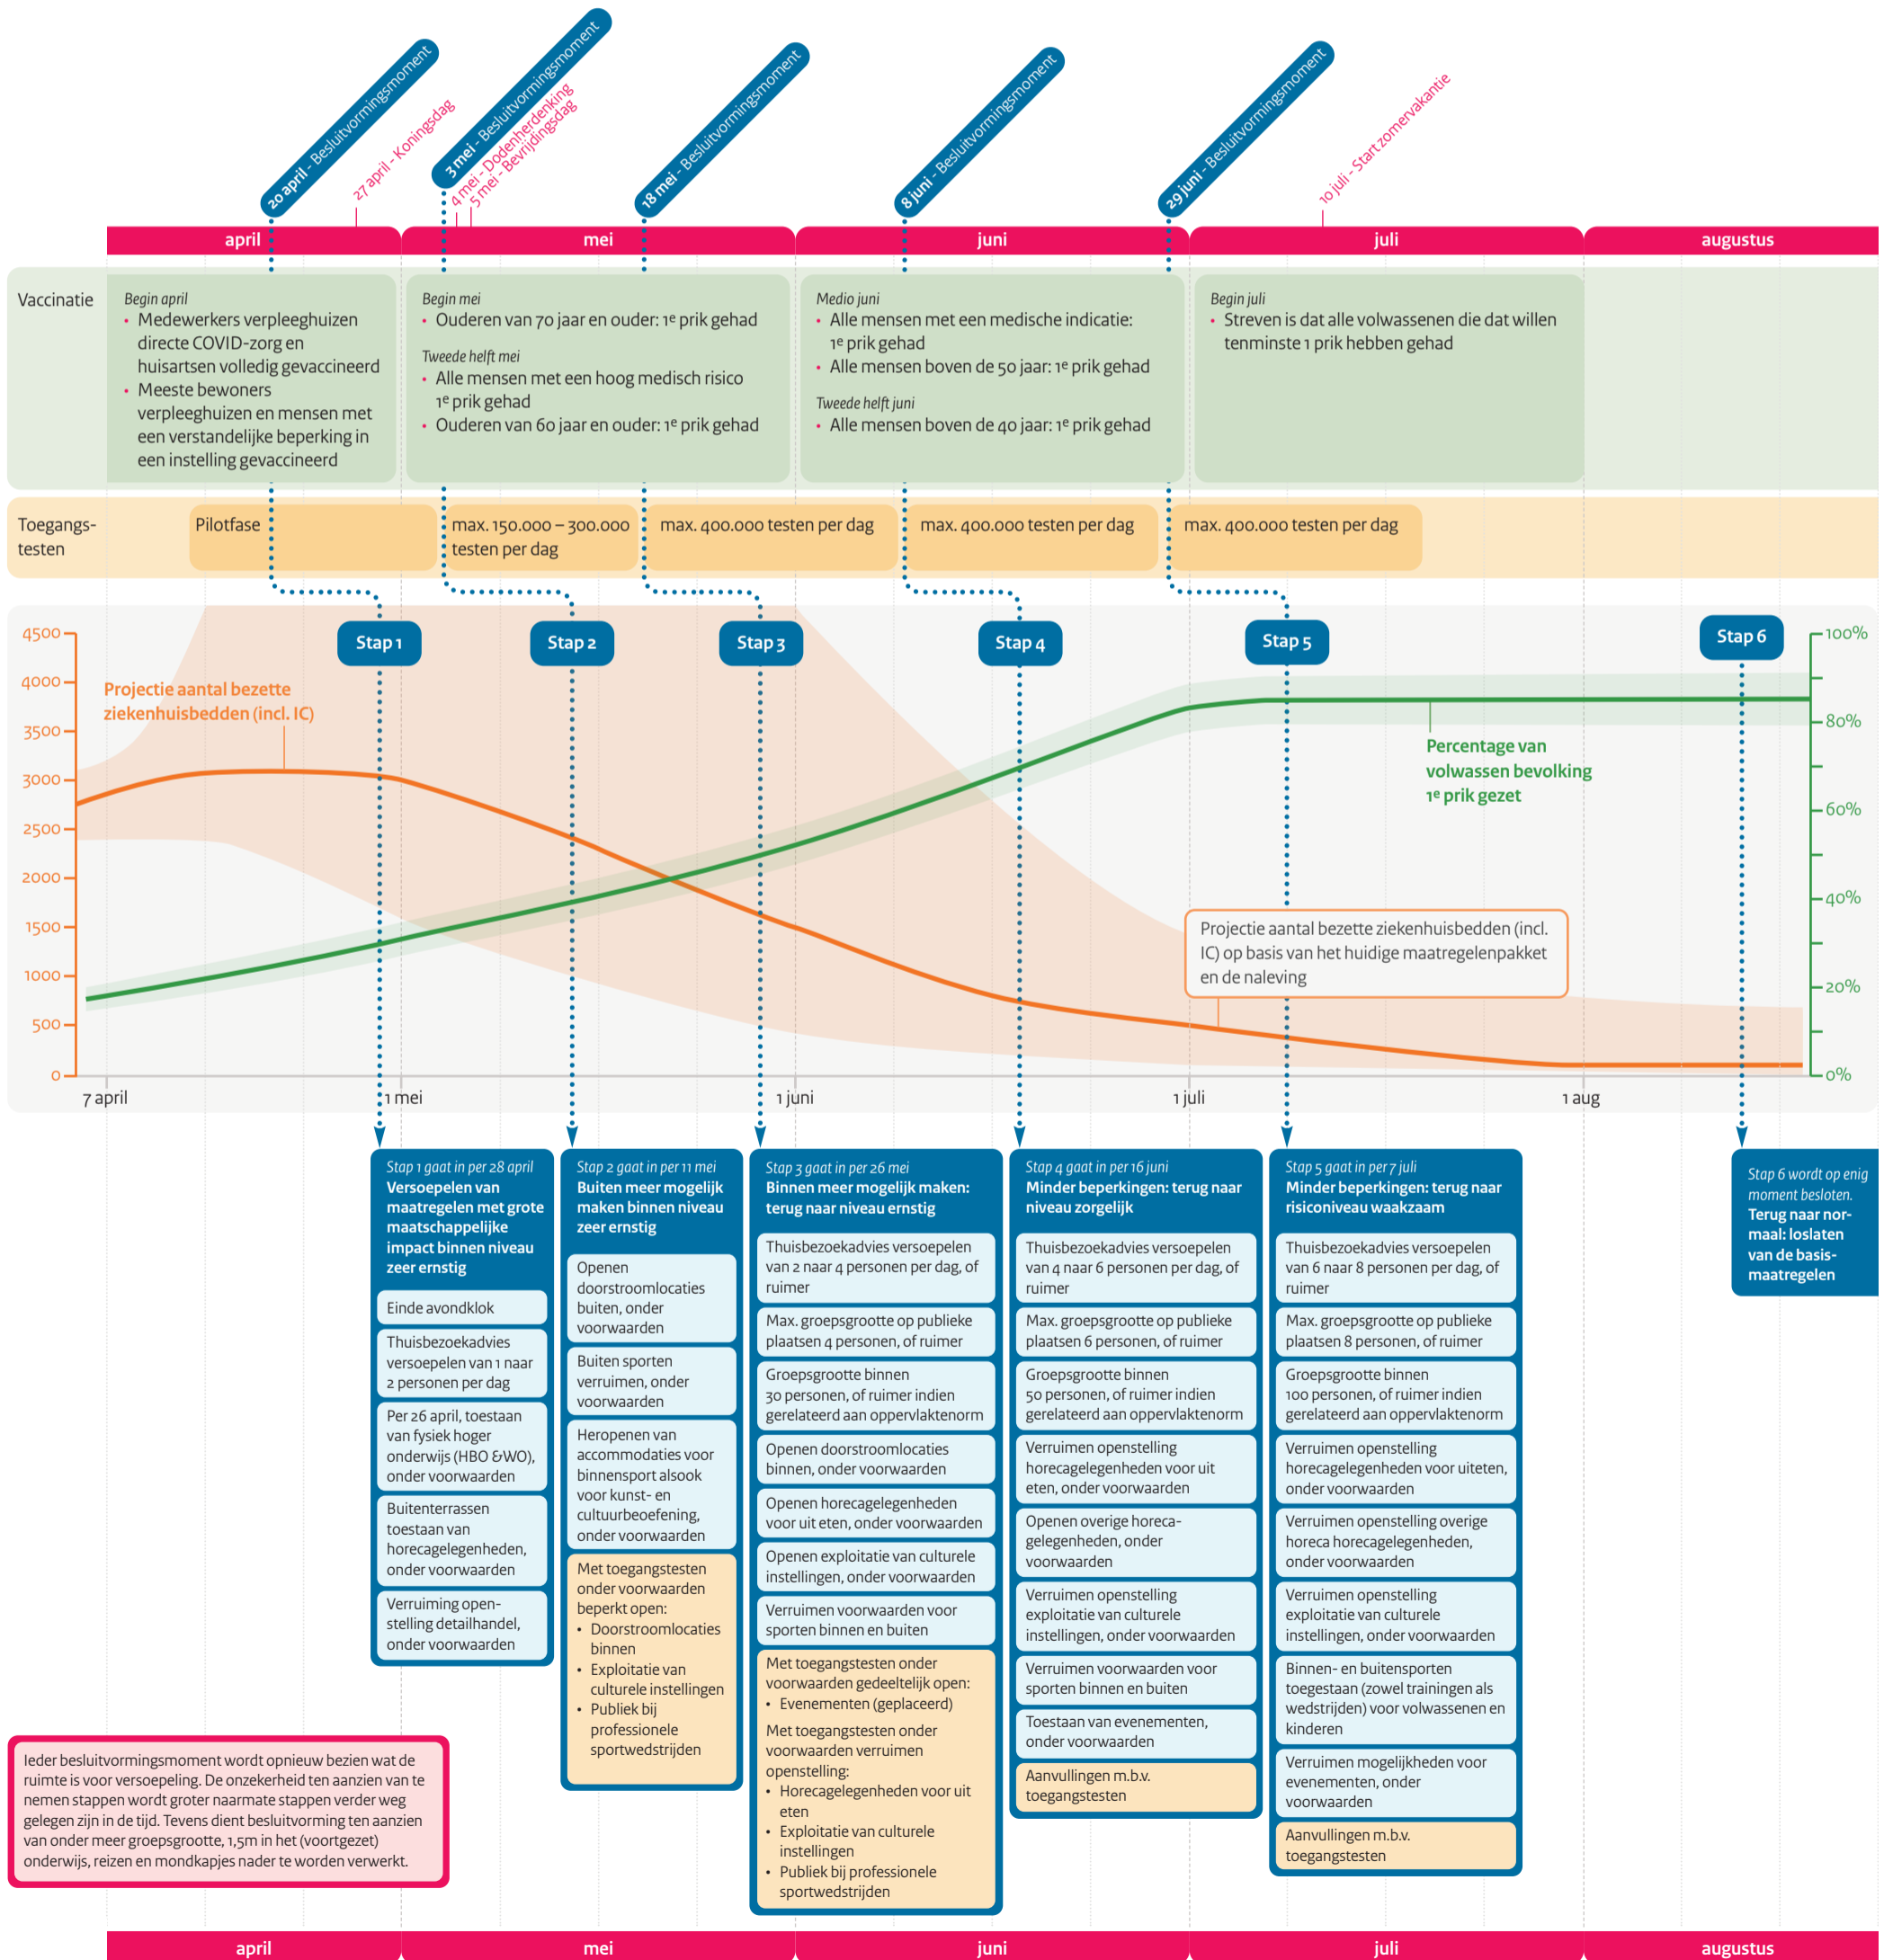 20 april - Besluitvormingsmoment
27 april - Koningsdag
3 mei - Besluitvormingsmoment
4 mei - Dodenherdenking
5 mei - Bevrijdingsdag
18 mei - Besluitvormingsmoment
8 juni - Besluitvormingsmoment
29 juni - Besluitvormingsmoment
10 juli - Start zomervakantie
april
mei
juni
juli
augustus
Vaccinatie
Begin april
• Medewerkers verpleeghuizen
directe COVID-zorg en
huisartsen volledig gevaccineerd
• Meeste bewoners
verpleeghuizen en mensen met
een verstandelijke beperking in
een instelling gevaccineerd
Begin mei
• Ouderen van 70 jaar en ouder: 1e prik gehad
Tweede helft mei
• Alle mensen met een hoog medisch risico
1e prik gehad
• Ouderen van 60 jaar en ouder: 1e prik gehad
Medio juni
• Alle mensen met een medische indicatie:
1e prik gehad
• Alle mensen boven de 50 jaar: 1e prik gehad
Tweede helft juni
• Alle mensen boven de 40 jaar: 1e prik gehad
Begin juli
• Streven is dat alle volwassenen die dat willen
tenminste 1 prik hebben gehad
Toegangs-
testen
Pilotfase
max. 150.000 – 300.000
testen per dag
max. 400.000 testen per dag
max. 400.000 testen per dag
max. 400.000 testen per dag
Stap 1
Stap 2
Stap 3
Stap 4
Stap 5
Stap 6
4500
4000
3500
3000
2500
2000
1500
1000
500
0
Projectie aantal bezette
ziekenhuisbedden (incl. IC)
100%
80%
60%
40%
20%
0%
Percentage van
volwassen bevolking
1e prik gezet
Projectie aantal bezette ziekenhuisbedden (incl.
IC) op basis van het huidige maatregelenpakket
en de naleving
7 april
1 mei
1 juni
1 juli
1 aug
Stap 1 gaat in per 28 april
Versoepelen van
maatregelen met grote
maatschappelijke
impact binnen niveau
zeer ernstig
Einde avondklok
Thuisbezoekadvies
versoepelen van 1 naar
2 personen per dag
Per 26 april, toestaan
van fysiek hoger
onderwijs (HBO &WO),
onder voorwaarden
Buitenterrassen
toestaan van
horecagelegenheden,
onder voorwaarden
Verruiming open-
stelling detailhandel,
onder voorwaarden
Stap 2 gaat in per 11 mei
Buiten meer mogelijk
maken binnen niveau
zeer ernstig
Openen
doorstroomlocaties
buiten, onder
voorwaarden
Buiten sporten
verruimen, onder
voorwaarden
Heropenen van
accommodaties voor
binnensport alsook
voor kunst- en
cultuurbeoefening,
onder voorwaarden
Met toegangstesten
onder voorwaarden
beperkt open:
• Doorstroomlocaties
binnen
• Exploitatie van
culturele instellingen
• Publiek bij
professionele
sportwedstrijden
Stap 3 gaat in per 26 mei
Binnen meer mogelijk maken:
terug naar niveau ernstig
Thuisbezoekadvies versoepelen
van 2 naar 4 personen per dag, of
ruimer
Max. groepsgrootte op publieke
plaatsen 4 personen, of ruimer
Groepsgrootte binnen
30 personen, of ruimer indien
gerelateerd aan oppervlaktenorm
Openen doorstroomlocaties
binnen, onder voorwaarden
Openen horecagelegenheden
voor uit eten, onder voorwaarden
Openen exploitatie van culturele
instellingen, onder voorwaarden
Verruimen voorwaarden voor
sporten binnen en buiten
Met toegangstesten onder
voorwaarden gedeeltelijk open:
• Evenementen (geplaceerd)
Met toegangstesten onder
voorwaarden verruimen
openstelling:
• Horecagelegenheden voor uit
eten
• Exploitatie van culturele
instellingen
• Publiek bij professionele
sportwedstrijden
Stap 4 gaat in per 16 juni
Minder beperkingen: terug naar
niveau zorgelijk
Thuisbezoekadvies versoepelen
van 4 naar 6 personen per dag, of
ruimer
Max. groepsgrootte op publieke
plaatsen 6 personen, of ruimer
Groepsgrootte binnen
50 personen, of ruimer indien
gerelateerd aan oppervlaktenorm
Verruimen openstelling
horecagelegenheden voor uit
eten, onder voorwaarden
Openen overige horeca-
gelegenheden, onder
voorwaarden
Verruimen openstelling
exploitatie van culturele
instellingen, onder voorwaarden
Verruimen voorwaarden voor
sporten binnen en buiten
Toestaan van evenementen,
onder voorwaarden
Aanvullingen m.b.v.
toegangstesten
Stap 5 gaat in per 7 juli
Minder beperkingen: terug naar
risiconiveau waakzaam
Thuisbezoekadvies versoepelen
van 6 naar 8 personen per dag, of
ruimer
Max. groepsgrootte op publieke
plaatsen 8 personen, of ruimer
Groepsgrootte binnen
100 personen, of ruimer indien
gerelateerd aan oppervlaktenorm
Verruimen openstelling
horecagelegenheden voor uiteten,
onder voorwaarden
Verruimen openstelling overige
horeca horecagelegenheden,
onder voorwaarden
Verruimen openstelling
exploitatie van culturele
instellingen, onder voorwaarden
Binnen- en buitensporten
toegestaan (zowel trainingen als
wedstrijden) voor volwassenen en
kinderen
Verruimen mogelijkheden voor
evenementen, onder
voorwaarden
Aanvullingen m.b.v.
toegangstesten
Stap 6 wordt op enig
moment besloten.
Terug naar nor-
maal: loslaten
van de basis-
maatregelen
Ieder besluitvormingsmoment wordt opnieuw bezien wat de
ruimte is voor versoepeling. De onzekerheid ten aanzien van te
nemen stappen wordt groter naarmate stappen verder weg
gelegen zijn in de tijd. Tevens dient besluitvorming ten aanzien
van onder meer groepsgrootte, 1,5m in het (voortgezet)
onderwijs, reizen en mondkapjes nader te worden verwerkt.
april
mei
juni
juli
augustus